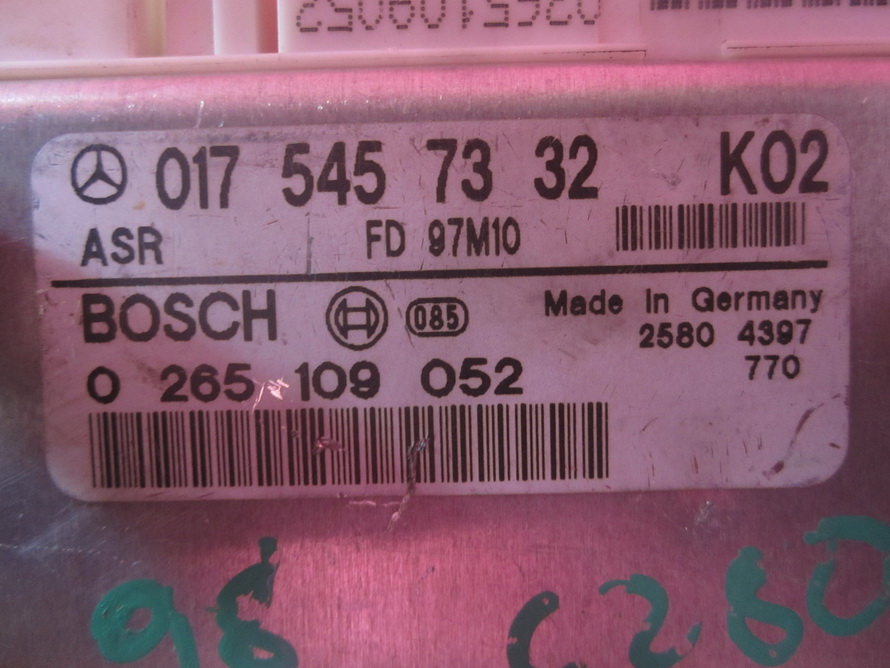 0265109052
017 545 73 32 K02
ASR FD 97M10
BOSCH 085 Made In Germany
2580 4397
0 265 109 052 770
98 C280